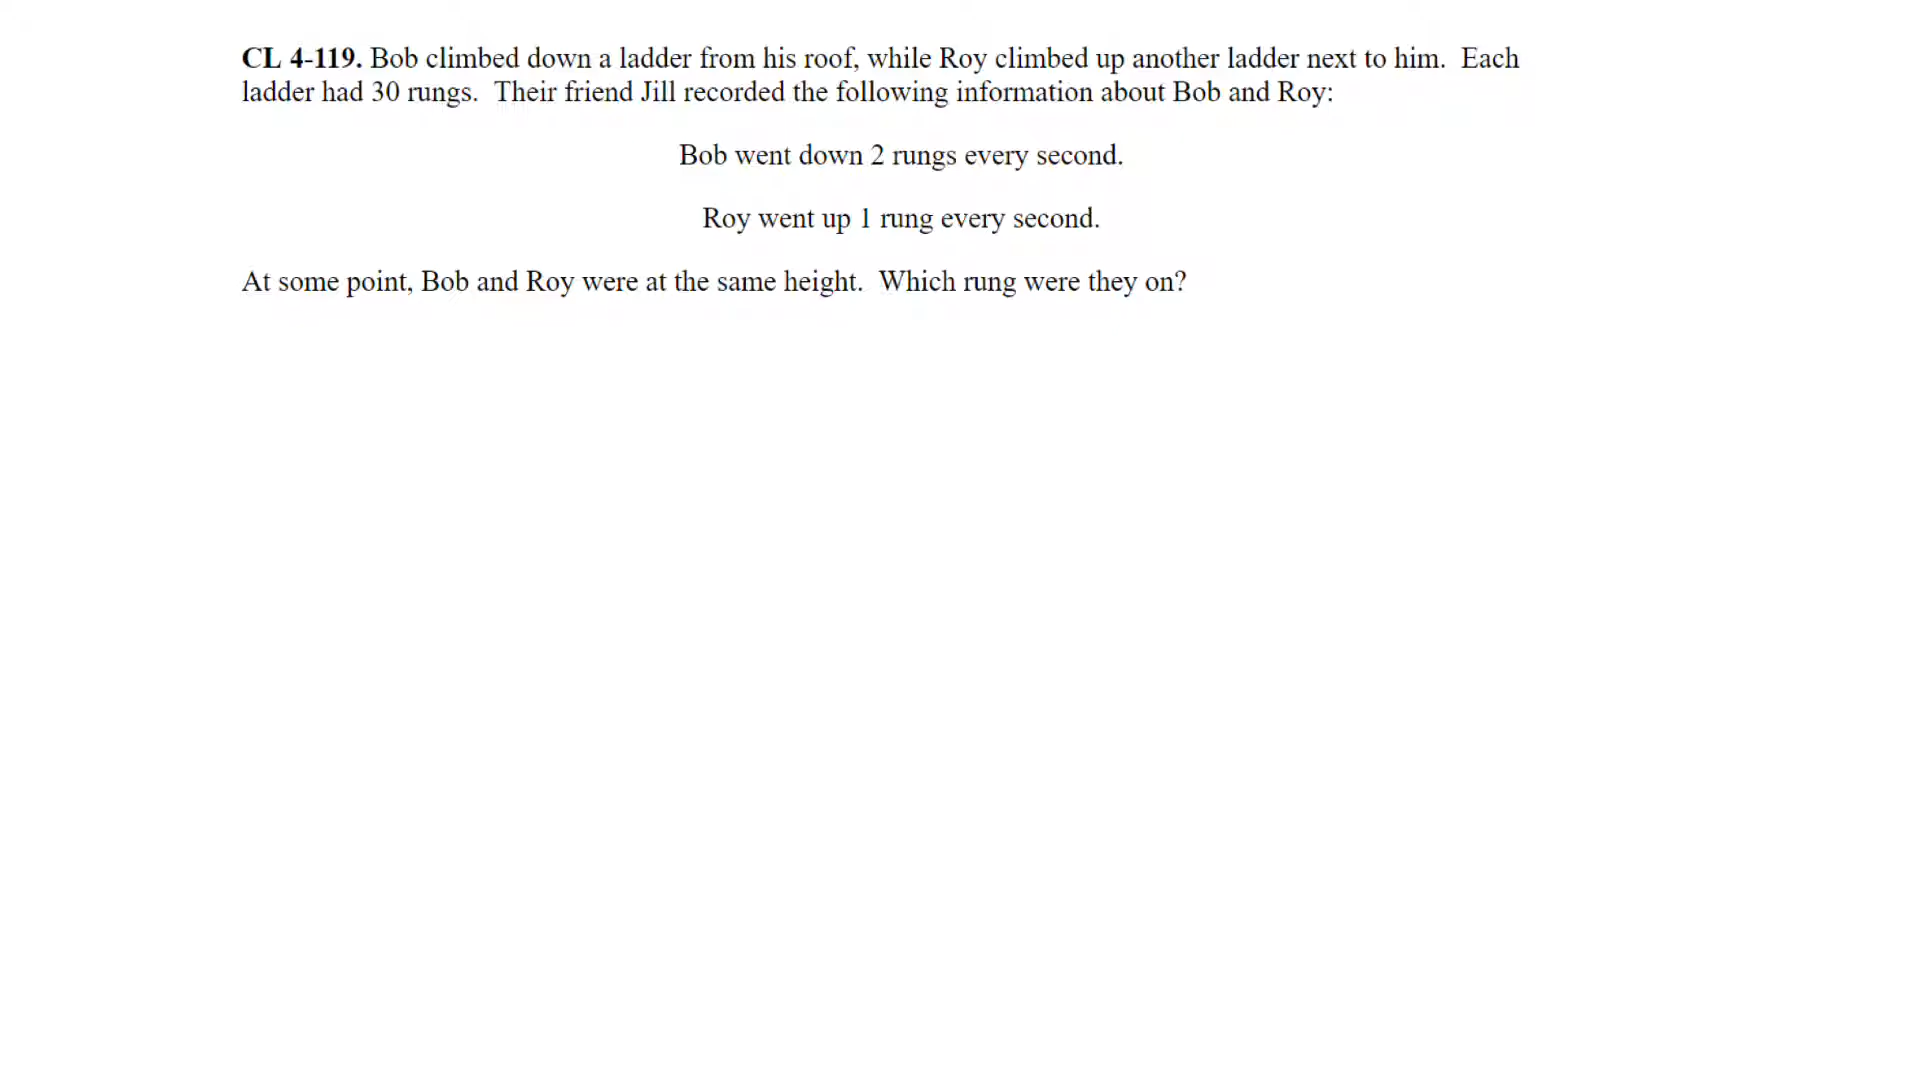 CL 4-119. Bob climbed down a ladder from his roof, while Roy climbed up another ladder next to him.  Each
ladder had 30 rungs.  Their friend Jill recorded the following information about Bob and Roy:
Bob went down 2 rungs every second.
Roy went up 1 rung every second.
At some point, Bob and Roy were at the same height.  Which rung were they on?